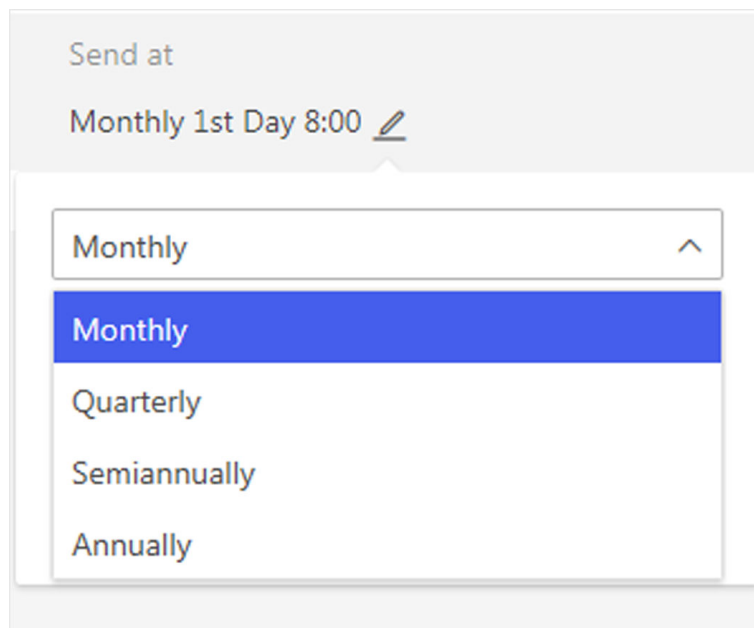 Send at
Monthly 1st Day 8:00
Monthly
Monthly
Quarterly
Semiannually
Annually